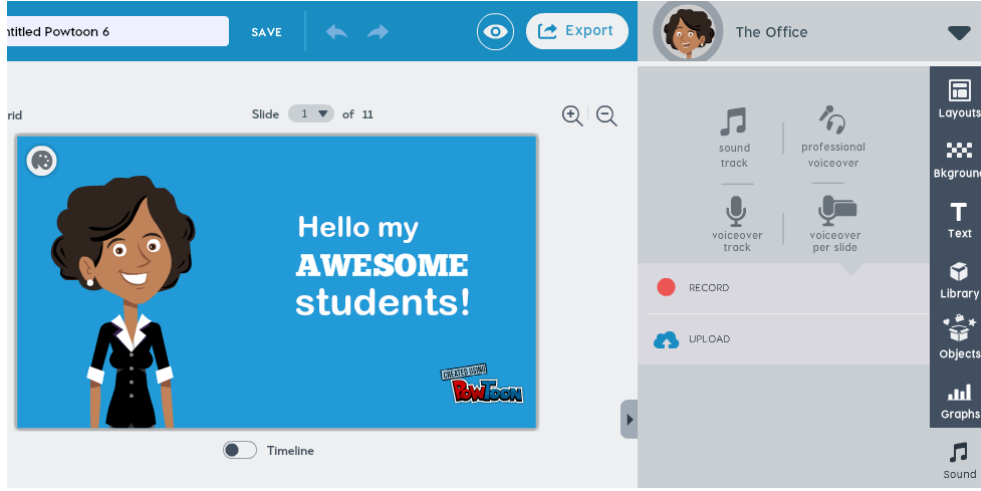 ntitled Powtoon 6
SAVE
Export
The Office
rid
Slide 1 of 11
Hello my
AWESOME
students!
CREATED USING
POWTOON
Timeline
sound
track
professional
voiceover
voiceover
track
voiceover
per slide
RECORD
UPLOAD
Layouts
Bkground
Text
Library
Objects
Graphs
Sound